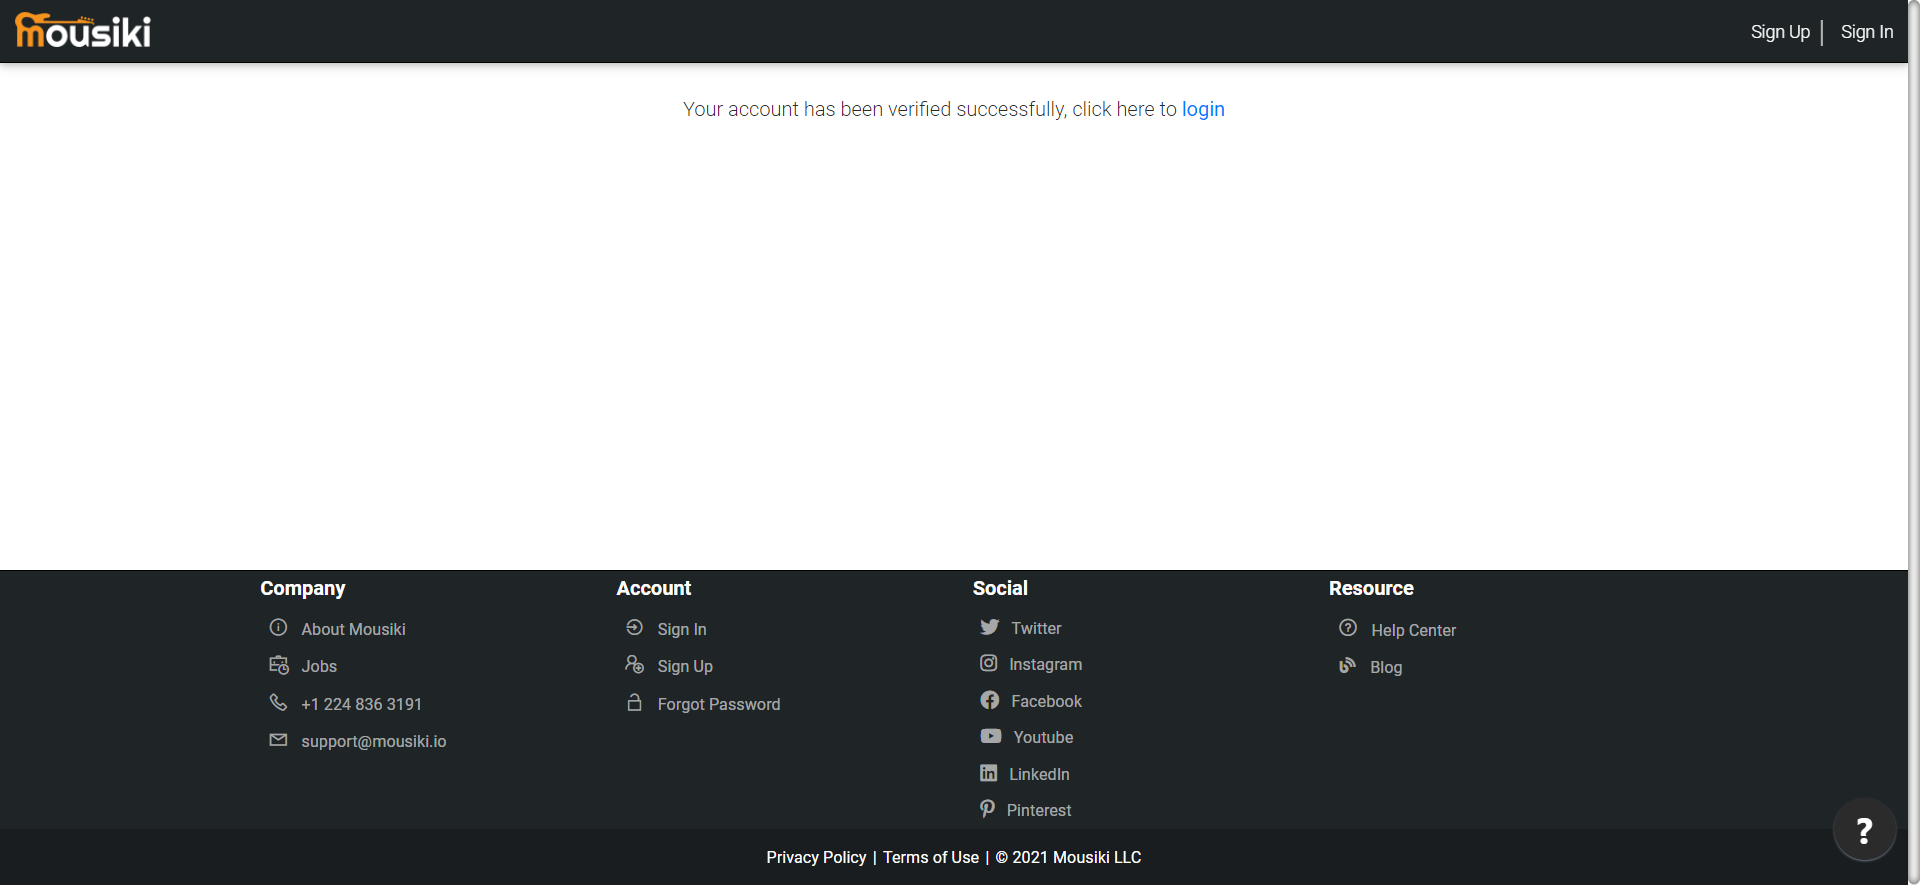 mousiki
Sign Up | Sign In
Your account has been verified successfully, click here to login
Company
About Mousiki
Jobs
+1 224 836 3191
support@mousiki.io
Account
Sign In
Sign Up
Forgot Password
Social
Twitter
Instagram
Facebook
Youtube
LinkedIn
Pinterest
Resource
Help Center
Blog
?
Privacy Policy | Terms of Use | © 2021 Mousiki LLC